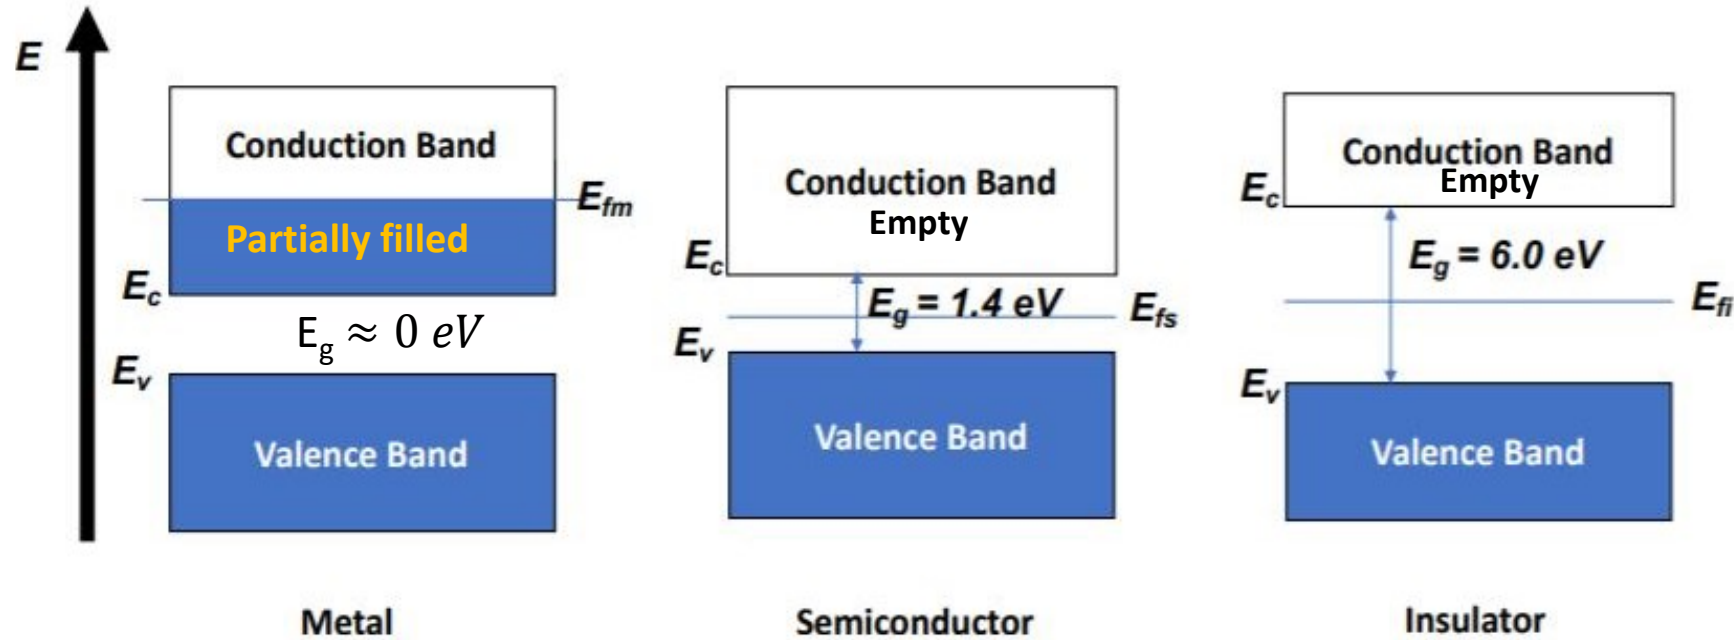 E
Conduction Band
E_fm
Partially filled
E_c
E_g ≈ 0 eV
E_v
Valence Band
Metal
Conduction Band
Empty
E_c
E_g = 1.4 eV
E_fs
E_v
Valence Band
Semiconductor
Conduction Band
Empty
E_c
E_g = 6.0 eV
E_fi
E_v
Valence Band
Insulator